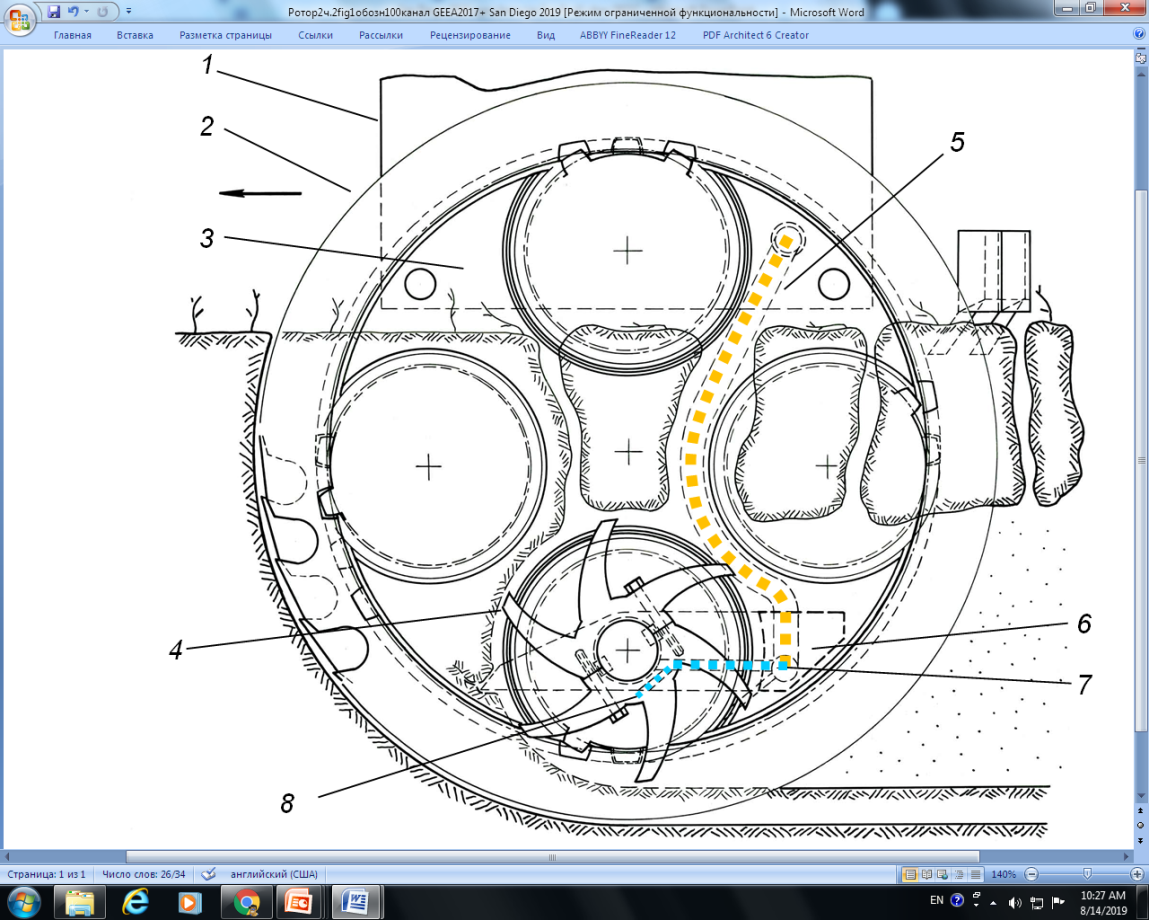 Ротор2ч.2fig1обозн100канал GEEA2017+ San Diego 2019 [Режим ограниченной функциональности] - Microsoft Word
Главная Вставка Разметка страницы Ссылки Рассылки Рецензирование Вид ABBYY FineReader 12 PDF Architect 6 Creator
1
2
5
3
4
6
7
8
Страница: 1 из 1 Число слов: 26/34 английский (США) 140%
EN 10:27 AM
8/14/2019